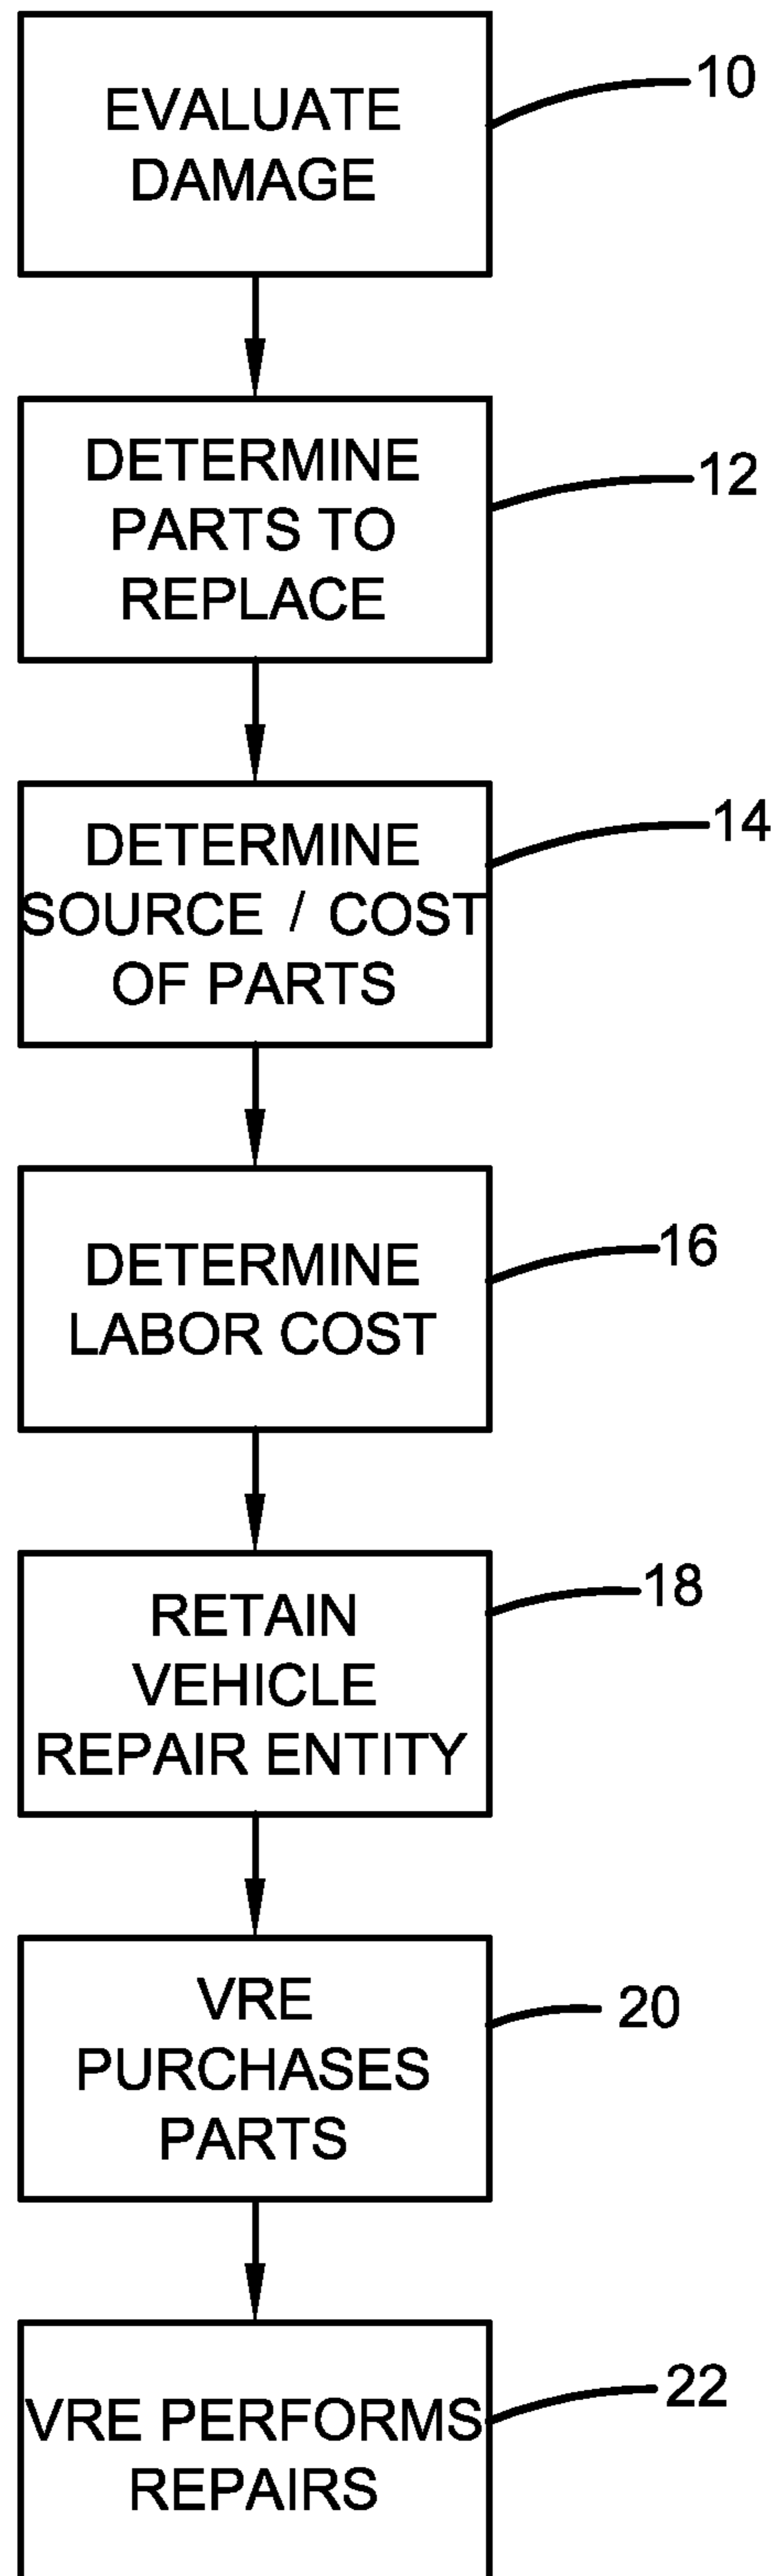 EVALUATE
DAMAGE
10
DETERMINE
PARTS TO
REPLACE
12
DETERMINE
SOURCE / COST
OF PARTS
14
DETERMINE
LABOR COST
16
RETAIN
VEHICLE
REPAIR ENTITY
18
VRE
PURCHASES
PARTS
20
VRE PERFORMS
REPAIRS
22